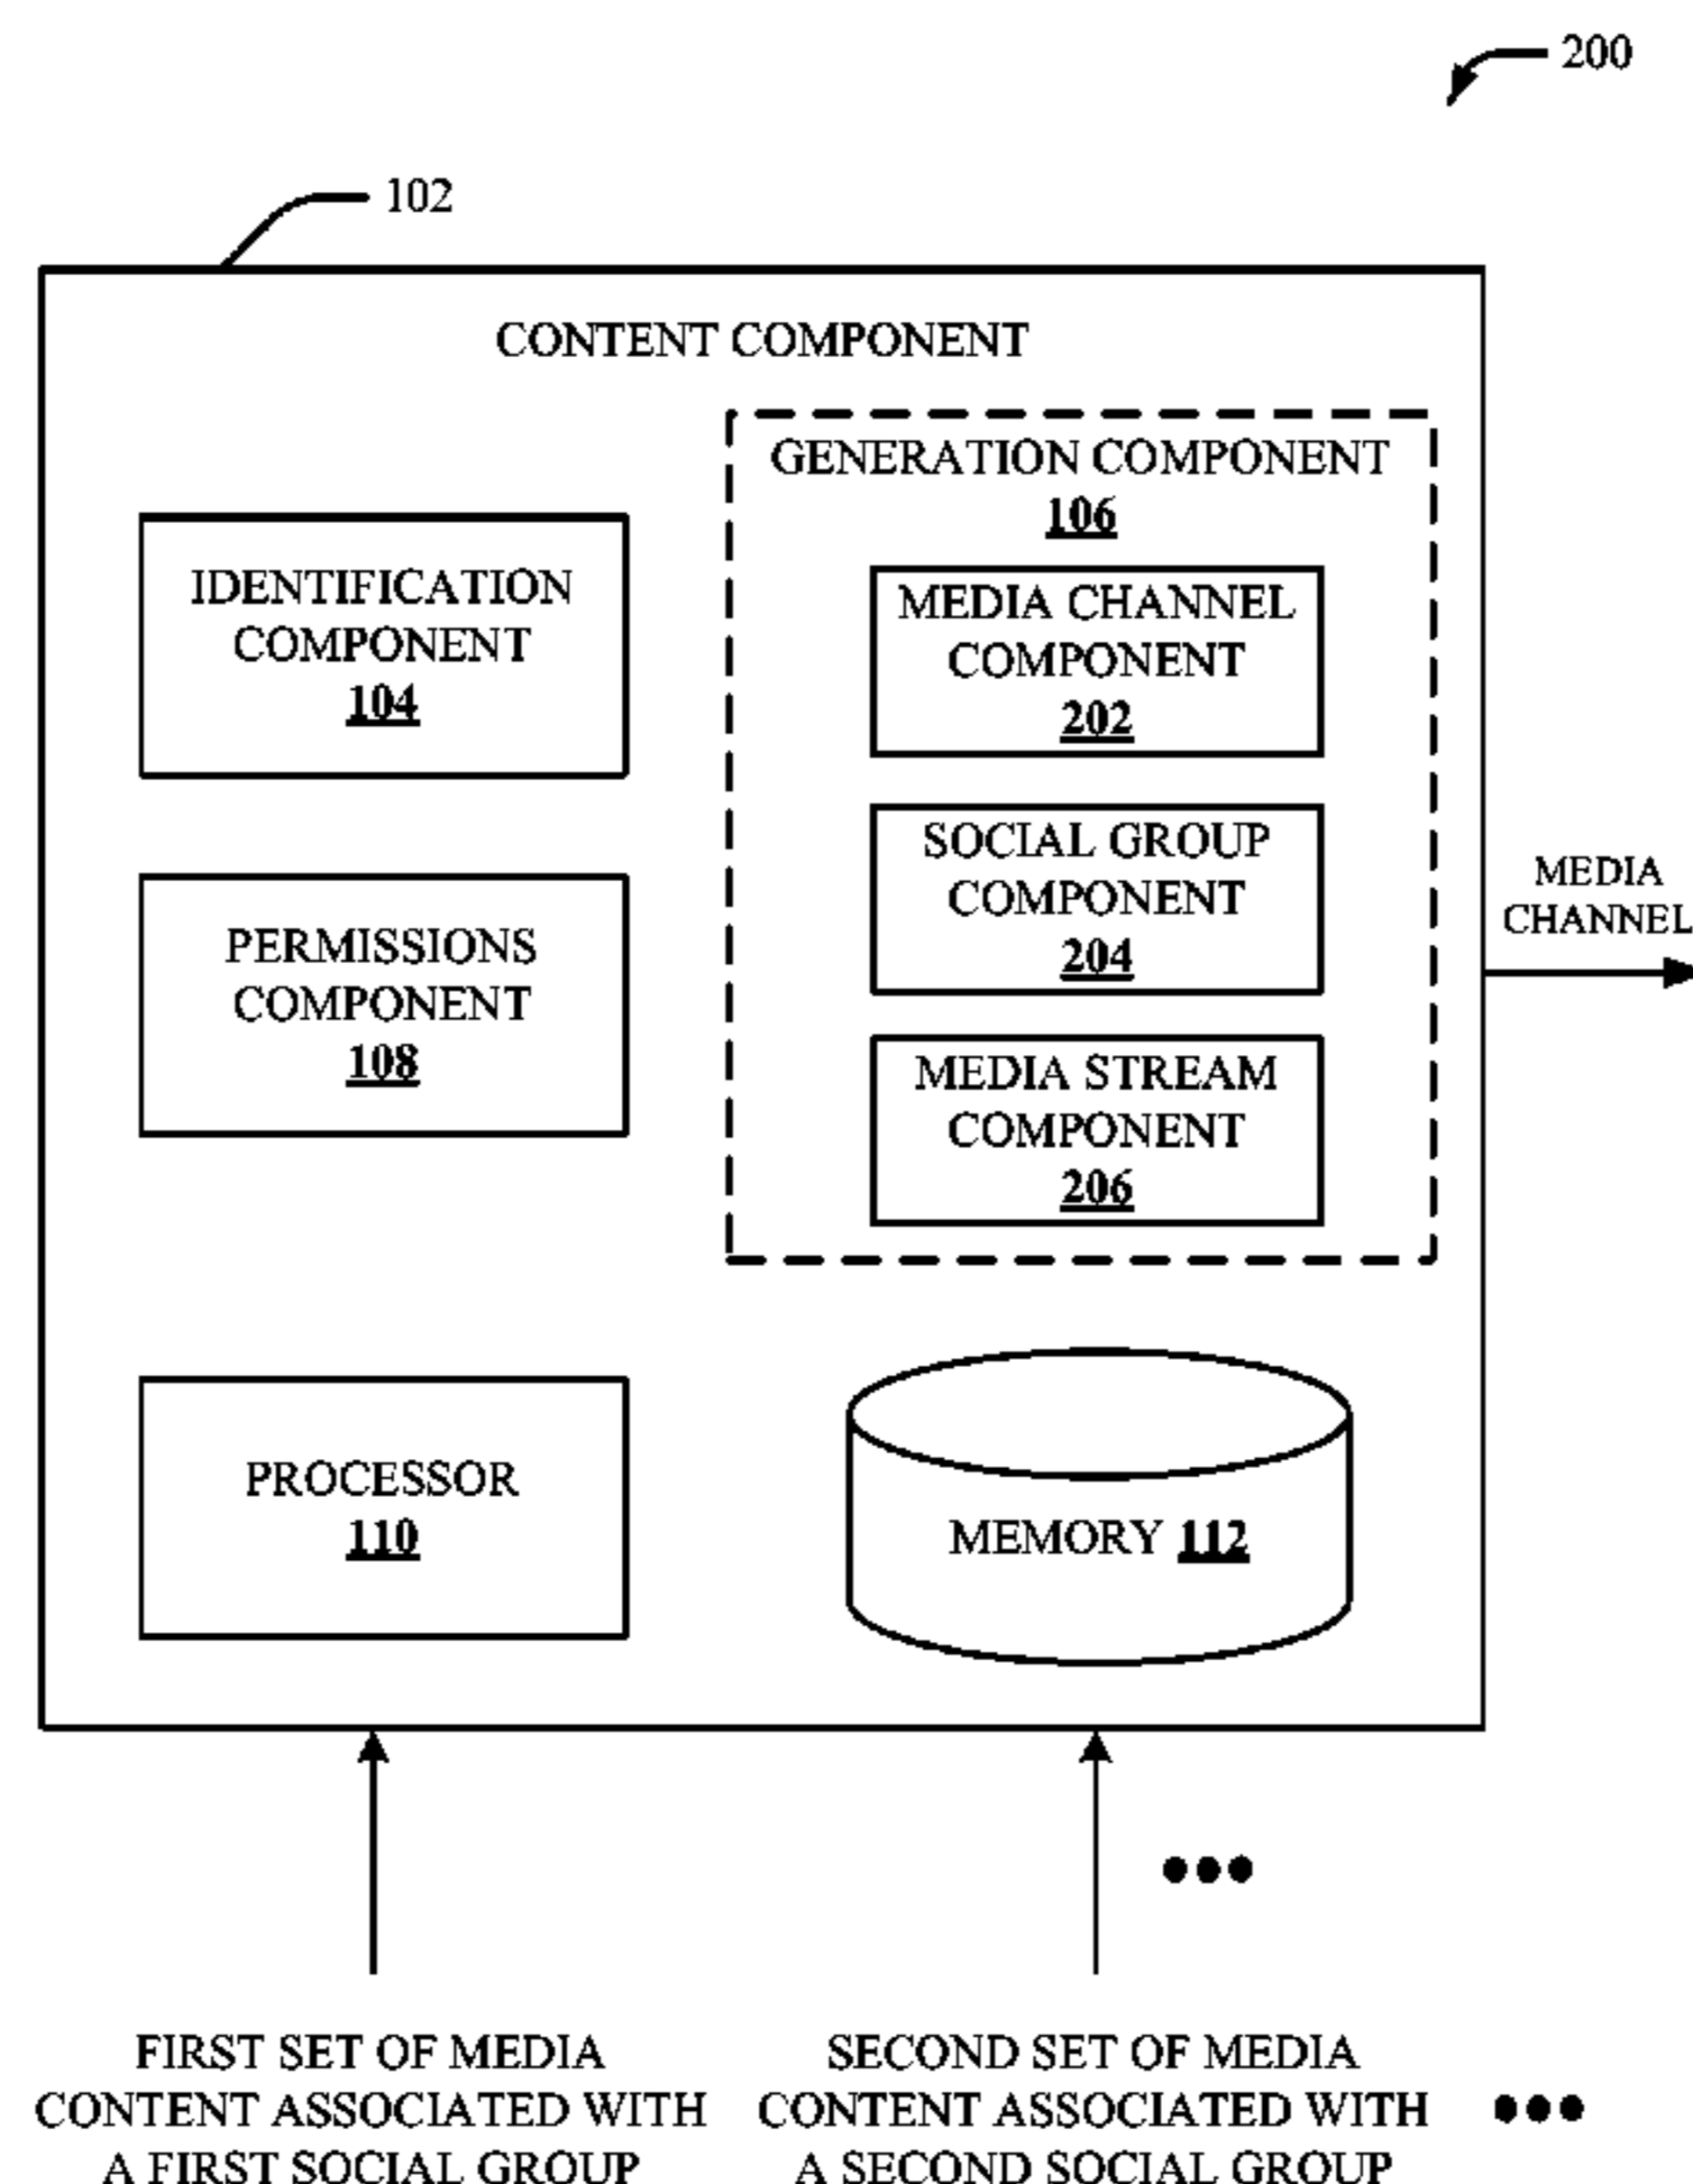 200
102
CONTENT COMPONENT
GENERATION COMPONENT
106
IDENTIFICATION
COMPONENT
104
MEDIA CHANNEL
COMPONENT
202
PERMISSIONS
COMPONENT
108
SOCIAL GROUP
COMPONENT
204
MEDIA STREAM
COMPONENT
206
MEDIA
CHANNEL
PROCESSOR
110
MEMORY 112
•••
FIRST SET OF MEDIA
CONTENT ASSOCIATED WITH
A FIRST SOCIAL GROUP
SECOND SET OF MEDIA
CONTENT ASSOCIATED WITH
A SECOND SOCIAL GROUP
•••